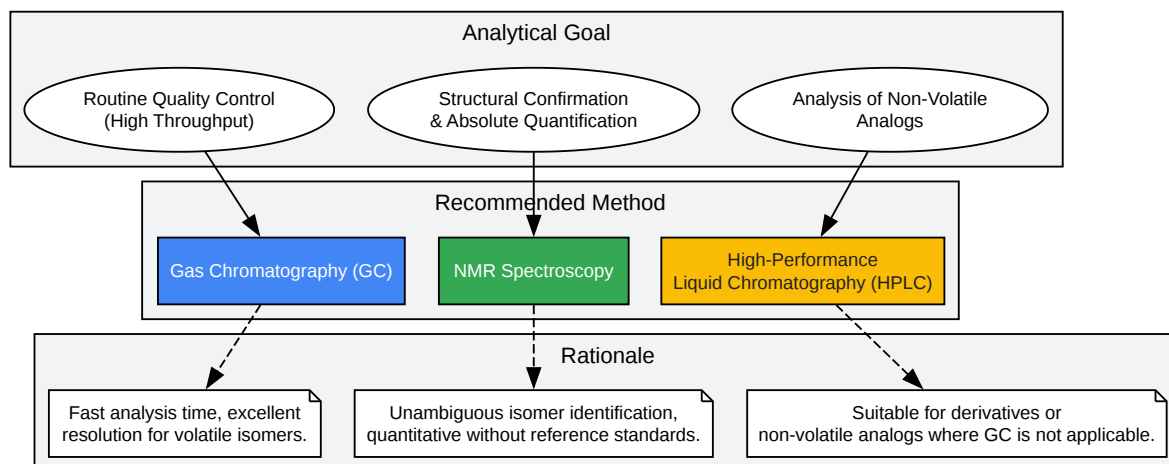 Analytical Goal
Routine Quality Control
(High Throughput)
Structural Confirmation
& Absolute Quantification
Analysis of Non-Volatile
Analogs
Recommended Method
Gas Chromatography (GC)
NMR Spectroscopy
High-Performance
Liquid Chromatography (HPLC)
Rationale
Fast analysis time, excellent
resolution for volatile isomers.
Unambiguous isomer identification,
quantitative without reference standards.
Suitable for derivatives or
non-volatile analogs where GC is not applicable.